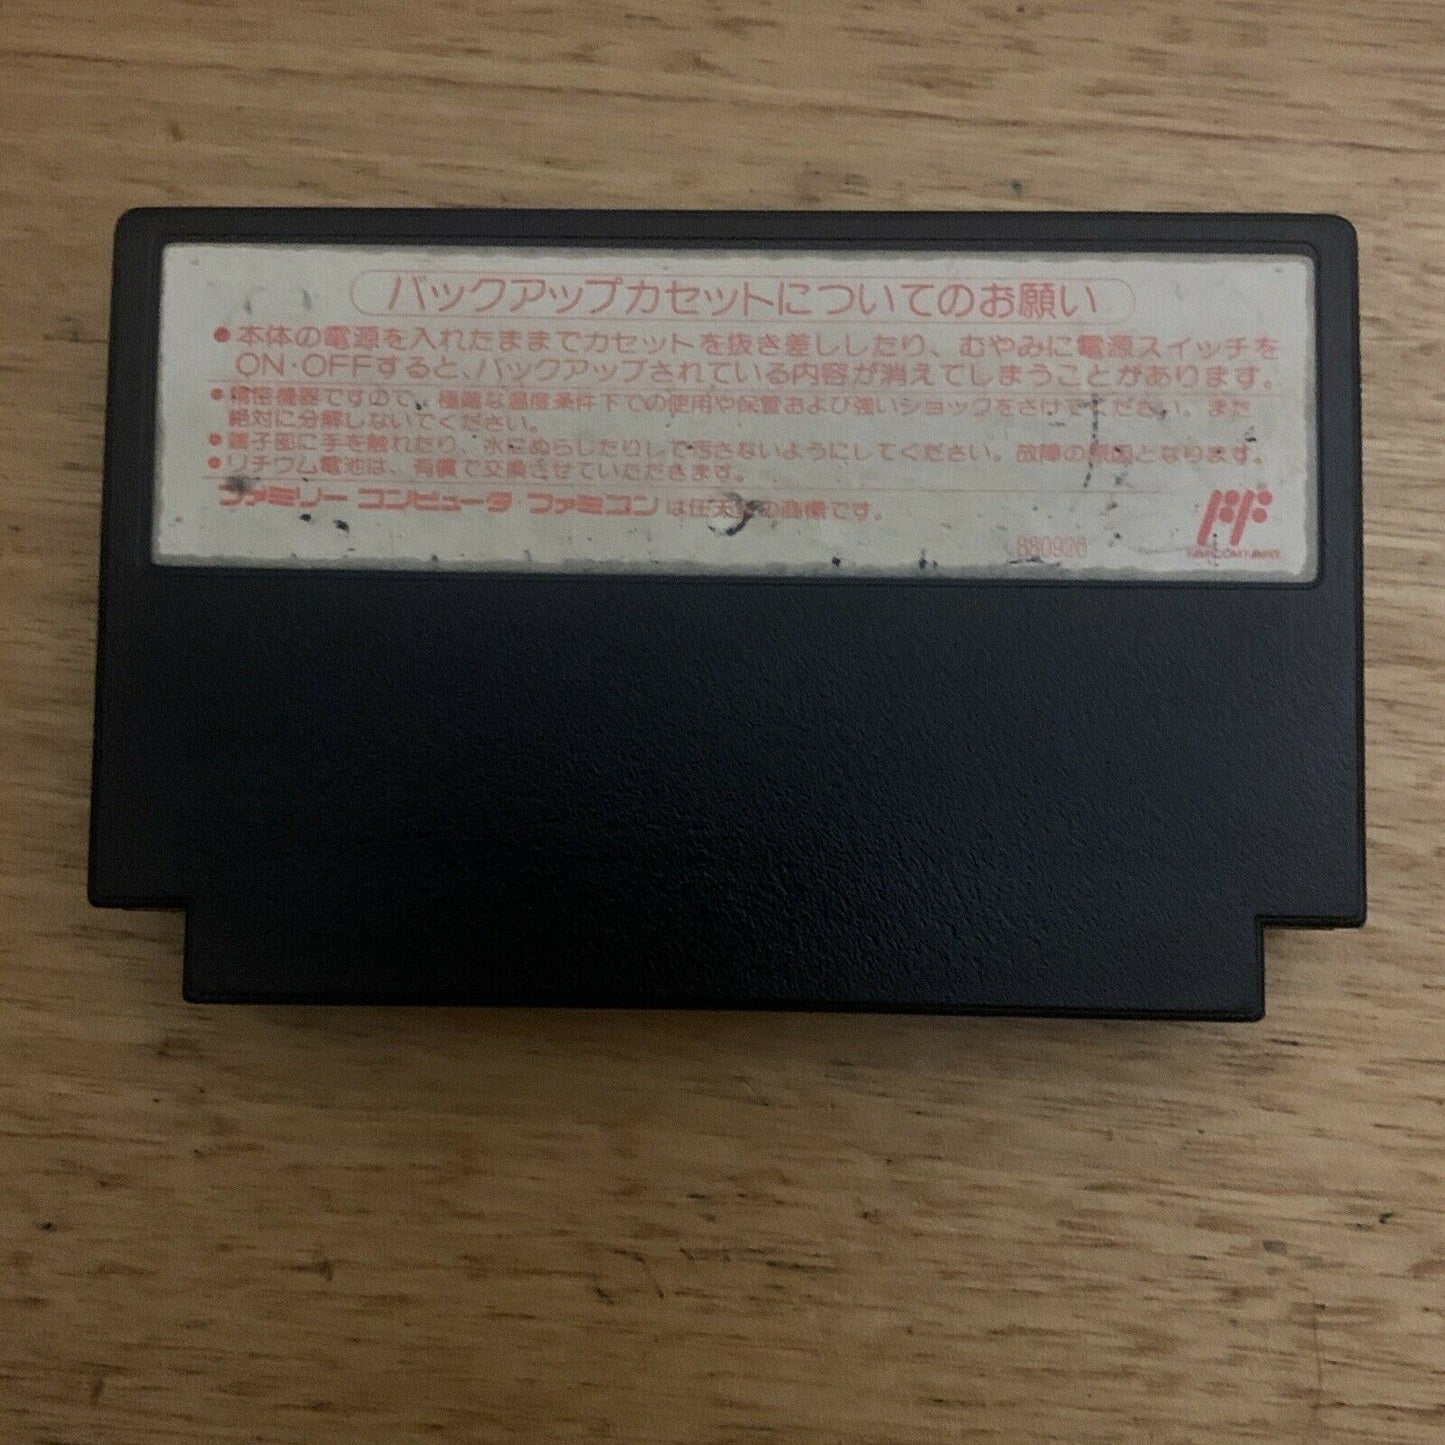 バックアップカセットについてのお願い
●本体の電源を入れたままでカセットを抜き差ししたり、むやみに電源スイッチを
ON・OFFすると、バックアップされている内容が消えてしまうことがあります。
●精密機器ですので、極端な温度条件下での使用や保管および強いショックをさけてください。また
絶対に分解しないでください。
●端子部に手を触れたり、水にぬらしたりして汚さないようにしてください。故障の原因となります。
●リチウム電池は、有償で交換させていただきます。
ファミリー コンピュータ ファミコンは任天堂の商標です。
FAMICOM FAMILY